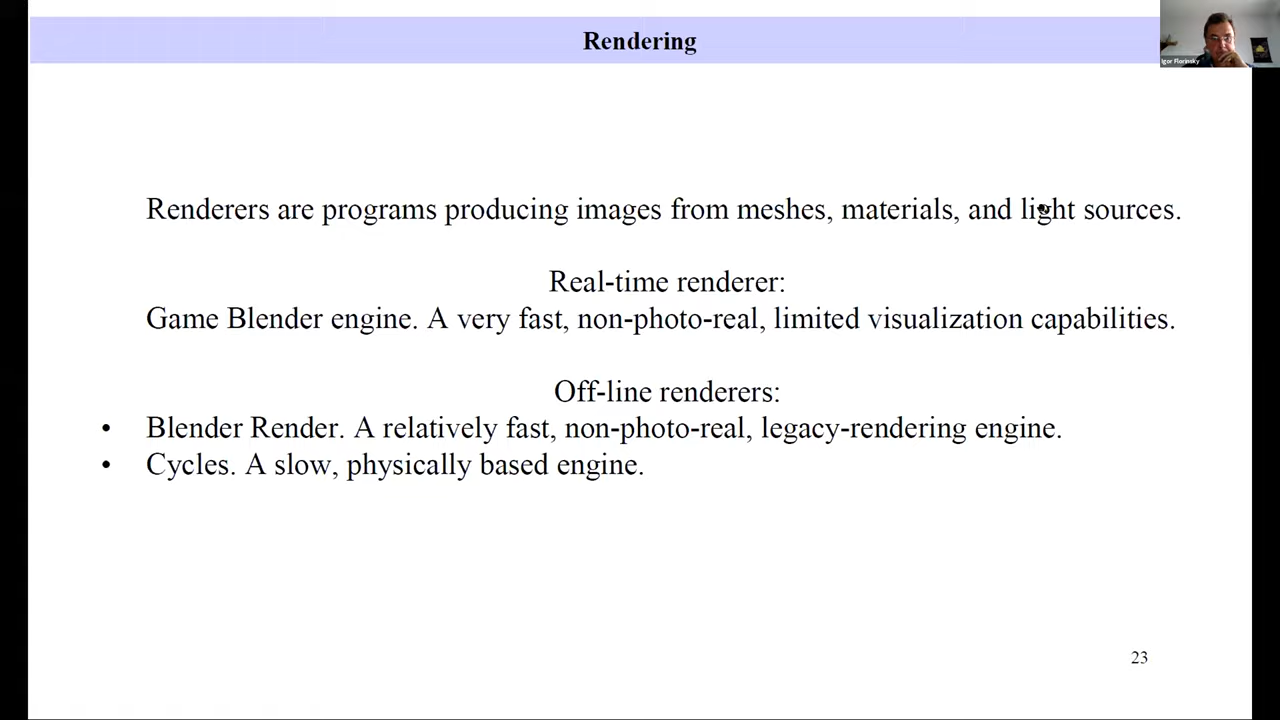 Rendering
Igor Florinsky
Renderers are programs producing images from meshes, materials, and light sources.
Real-time renderer:
Game Blender engine. A very fast, non-photo-real, limited visualization capabilities.
Off-line renderers:
• Blender Render. A relatively fast, non-photo-real, legacy-rendering engine.
• Cycles. A slow, physically based engine.
23